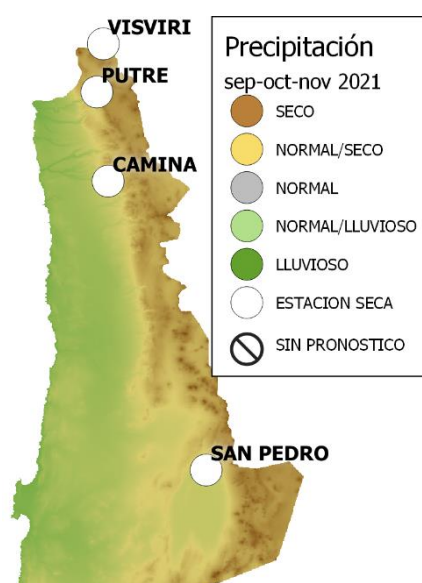 VISVIRI
PUTRE
CAMINA
SAN PEDRO
Precipitación
sep-oct-nov 2021
SECO
NORMAL/SECO
NORMAL
NORMAL/LLUVIOSO
LLUVIOSO
ESTACION SECA
SIN PRONOSTICO